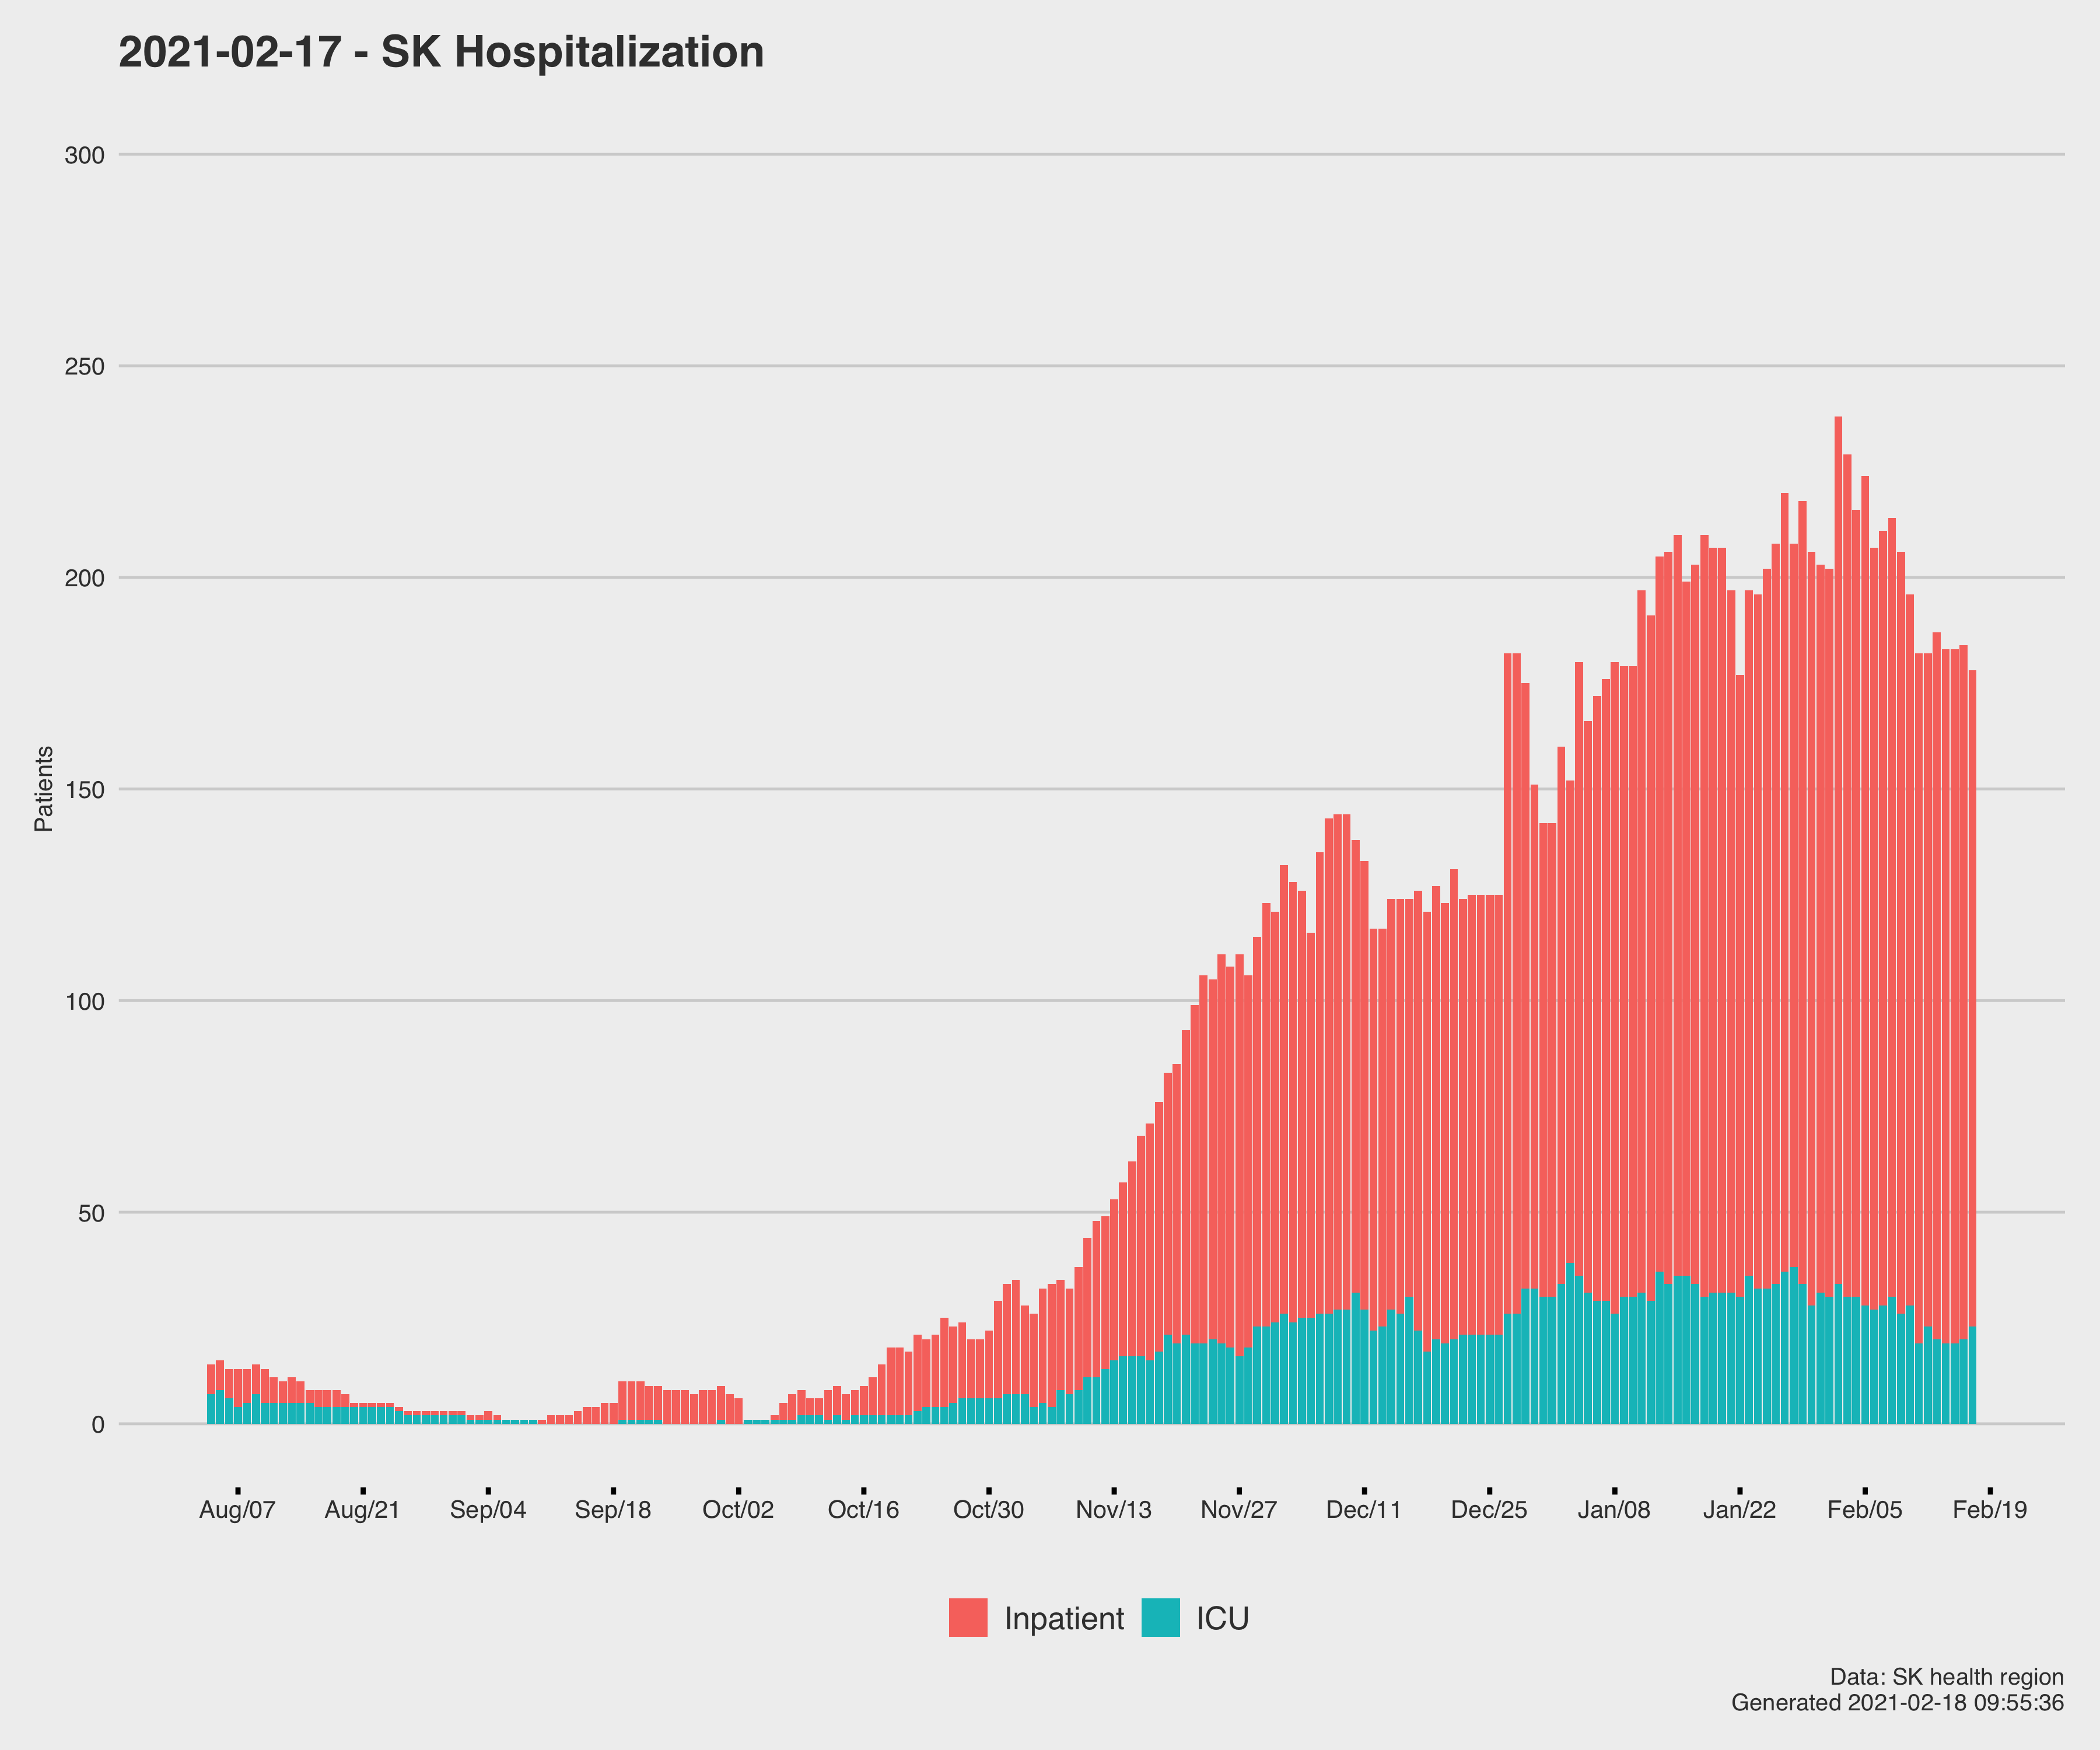 2021-02-17 - SK Hospitalization
300
250
200
150
100
50
0
Patients
Aug/07 Aug/21 Sep/04 Sep/18 Oct/02 Oct/16 Oct/30 Nov/13 Nov/27 Dec/11 Dec/25 Jan/08 Jan/22 Feb/05 Feb/19
Inpatient ICU
Data: SK health region
Generated 2021-02-18 09:55:36